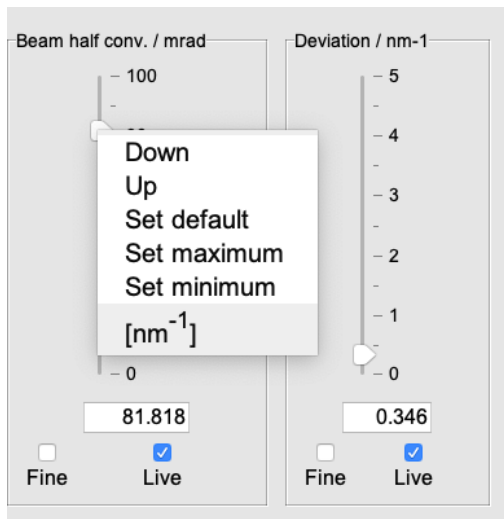 Beam half conv. / mrad
100
Down
Up
Set default
Set maximum
Set minimum
[nm⁻¹]
0
81.818
Fine
Live
Deviation / nm-1
5
4
3
2
1
0
0.346
Fine
Live